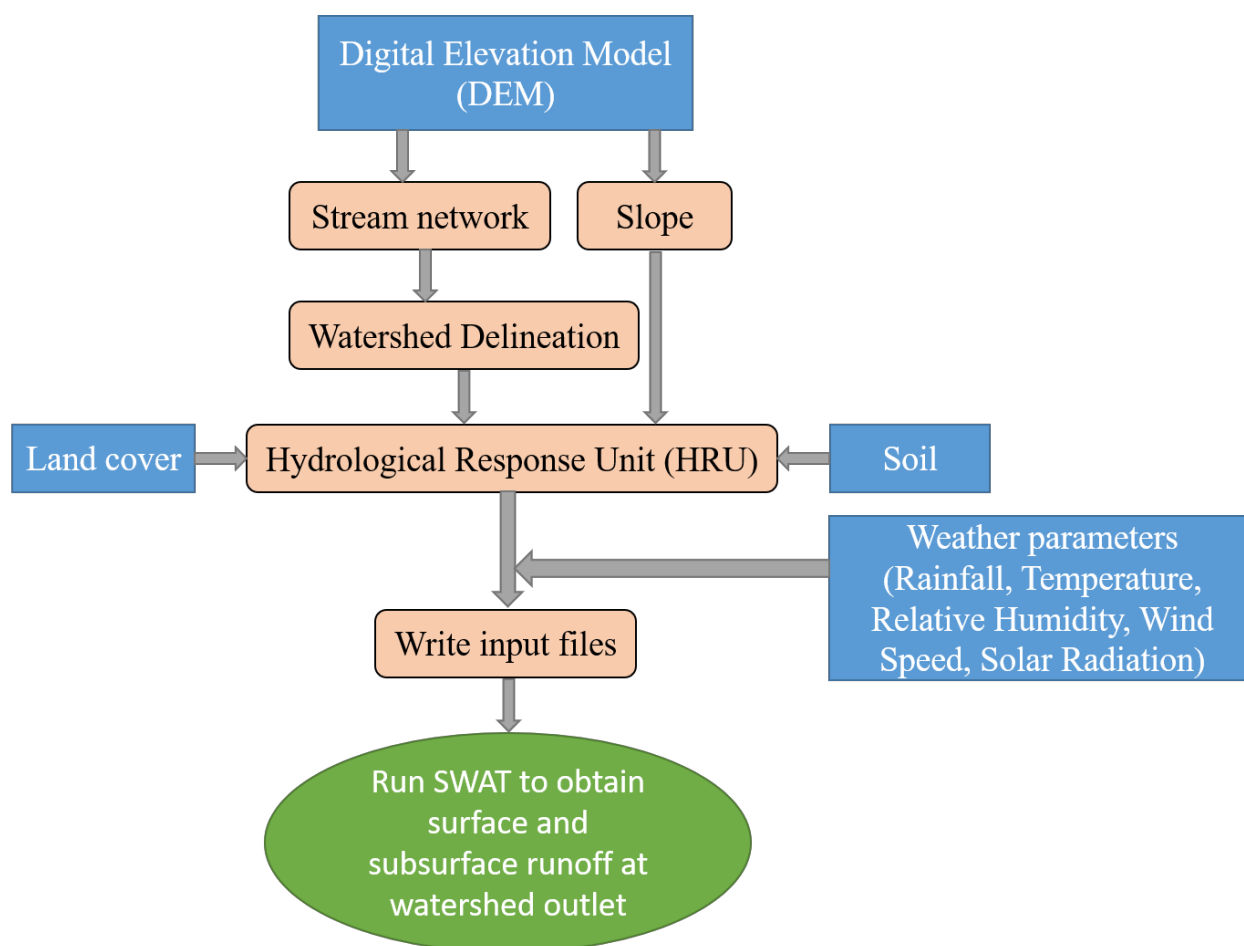 Digital Elevation Model
(DEM)
Stream network
Slope
Watershed Delineation
Land cover
Hydrological Response Unit (HRU)
Soil
Weather parameters
(Rainfall, Temperature,
Relative Humidity, Wind
Speed, Solar Radiation)
Write input files
Run SWAT to obtain
surface and
subsurface runoff at
watershed outlet